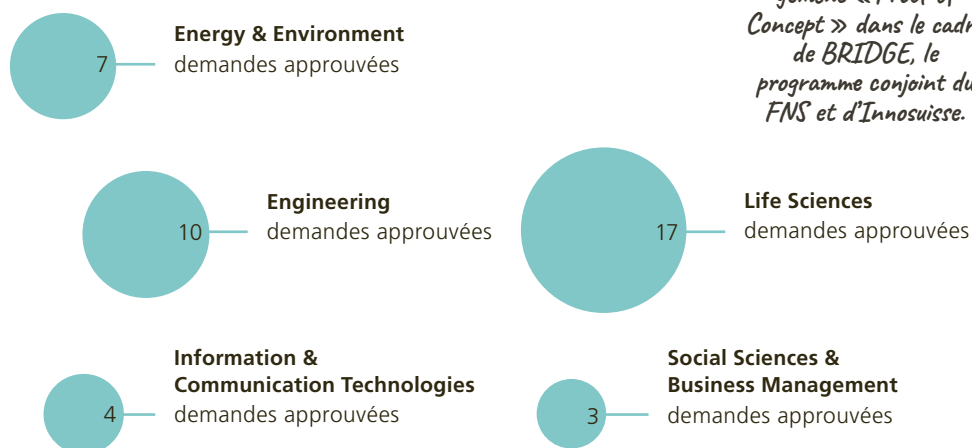 Concept » dans le cadre
de BRIDGE, le
programme conjoint du
FNS et d'Innosuisse.
7
Energy & Environment
demandes approuvées
10
Engineering
demandes approuvées
17
Life Sciences
demandes approuvées
4
Information &
Communication Technologies
demandes approuvées
3
Social Sciences &
Business Management
demandes approuvées